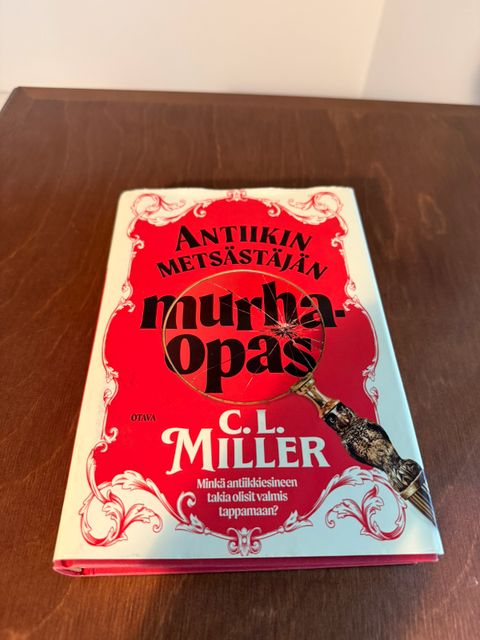 ANTIIKIN
METSÄSTÄJÄN
murha-
opas
OTAVA
C. L.
MILLER
Minkä antiikkiesineen
takia olisit valmis
tappamaan?